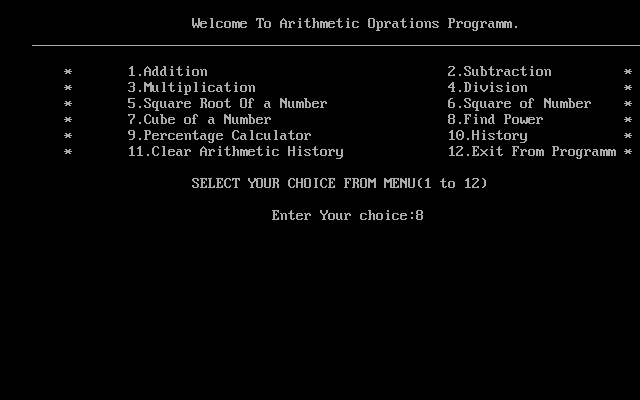 Welcome To Arithmetic Oprations Programm.
* 1.Addition 2.Subtraction *
* 3.Multiplication 4.Division *
* 5.Square Root Of a Number 6.Square of Number *
* 7.Cube of a Number 8.Find Power *
* 9.Percentage Calculator 10.History *
* 11.Clear Arithmetic History 12.Exit From Programm *
SELECT YOUR CHOICE FROM MENU(1 to 12)
Enter Your choice:8